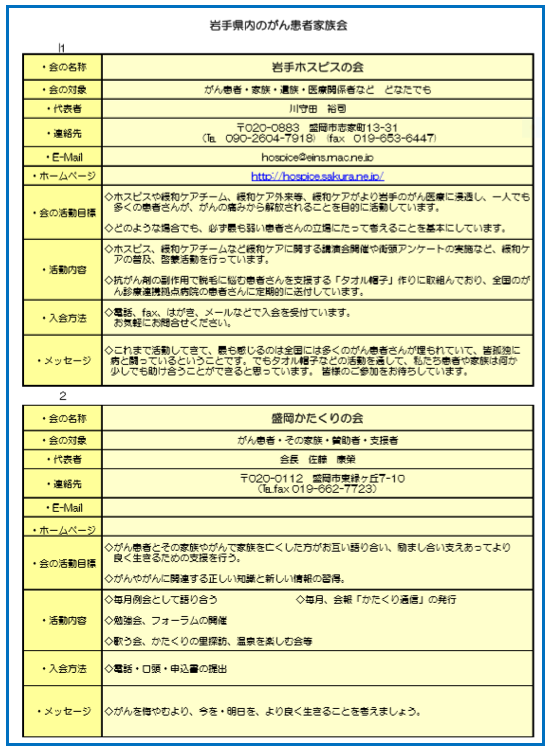 岩手県内のがん患者家族会
1
・会の名称 岩手ホスピスの会
・会の対象 がん患者・家族・遺族・医療関係者など どなたでも
・代表者 川守田 裕司
・連絡先 〒020-0883 盛岡市志家町13-31
(℡ 090-2604-7918) (fax 019-653-6447)
・E-Mail hospice@eins.mac.ne.jp
・ホームページ http://hospice.sakura.ne.jp/
・会の活動目標 ◇ホスピスや緩和ケアチーム、緩和ケア外来等、緩和ケアがより岩手のがん医療に浸透し、一人でも
多くの患者さんが、がんの痛みから解放されることを目的に活動しています。
◇どのような場合でも、必ず最も弱い患者さんの立場にたって考えることを基本にしています。
・活動内容 ◇ホスピス、緩和ケアチームなど緩和ケアに関する講演会開催や街頭アンケートの実施など、緩和ケ
アの普及、啓蒙活動を行っています。
◇抗がん剤の副作用で脱毛に悩む患者さんを支援する「タオル帽子」作りに取組んでおり、全国のが
ん診療連携拠点病院の患者さんに定期的に送付しています。
・入会方法 ◇電話、fax、はがき、メールなどで入会を受付ています。
お気軽にお問合せください。
・メッセージ ◇これまで活動してきて、最も感じるのは全国には多くのがん患者さんが埋もれていて、皆孤独に
病と闘っているということです。でもタオル帽子などの活動を通して、私たち患者や家族は何か
少しでも助け合うことができると思っています。 皆様のご参加をお待ちしています。
2
・会の名称 盛岡かたくりの会
・会の対象 がん患者・その家族・賛助者・支援者
・代表者 会長 佐藤 康榮
・連絡先 〒020-0112 盛岡市東緑ヶ丘7-10
(℡.fax 019-662-7723)
・E-Mail
・ホームページ
・会の活動目標 ◇がん患者とその家族やがんで家族を亡くした方がお互い語り合い、励まし合い支えあってより
良く生きるための支援を行う。
◇がんやがんに関連する正しい知識と新しい情報の習得。
・活動内容 ◇毎月例会として語り合う ◇毎月、会報「かたくり通信」の発行
◇勉強会、フォーラムの開催
◇歌う会、かたくりの里探訪、温泉を楽しむ会等
・入会方法 ◇電話・口頭・申込書の提出
・メッセージ ◇がんを悔やむより、今を・明日を、より良く生きることを考えましょう。